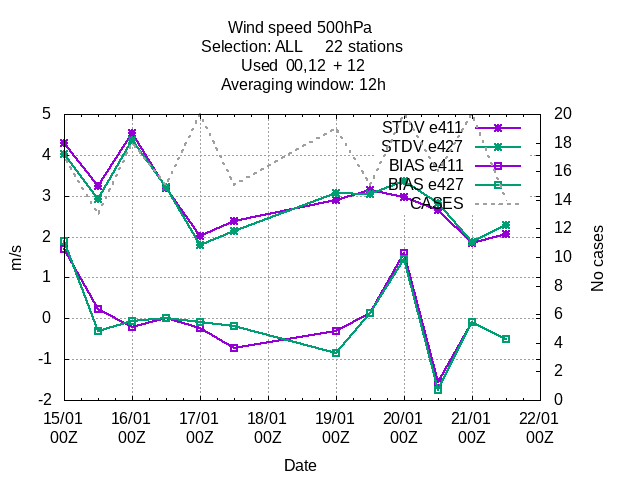 Wind speed 500hPa
Selection: ALL 22 stations
Used 00,12 + 12
Averaging window: 12h
STDV e411
STDV e427
BIAS e411
BIAS e427
CASES
5
4
3
2
1
0
-1
-2
20
18
16
14
12
10
8
6
4
2
0
m/s
No cases
15/01 16/01 17/01 18/01 19/01 20/01 21/01 22/01
00Z 00Z 00Z 00Z 00Z 00Z 00Z 00Z
Date